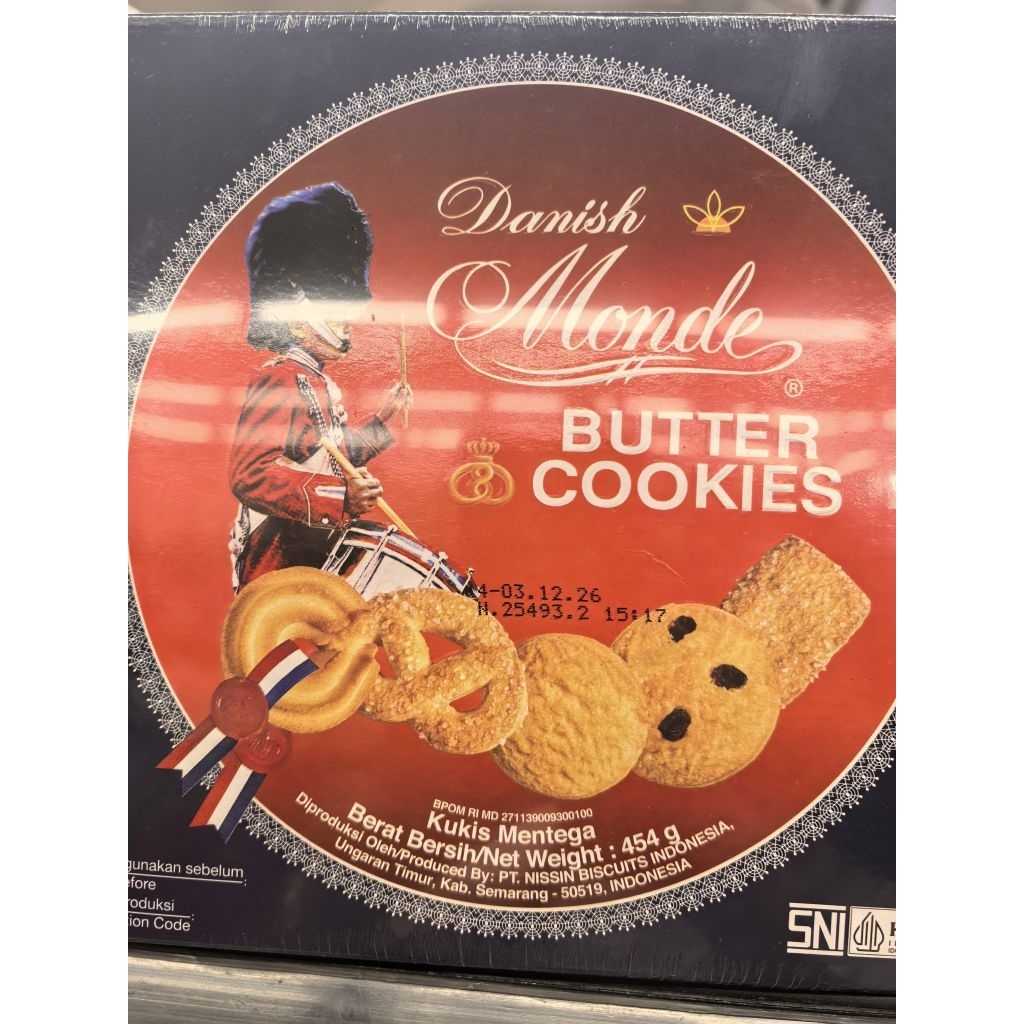 Danish
Monde
®
BUTTER
COOKIES
4-03.12.26
N.25493.2 15:17
BPOM RI MD 271139009300100
Kukis Mentega
Berat Bersih/Net Weight : 454 g
Diproduksi Oleh/Produced By: PT. NISSIN BISCUITS INDONESIA,
Ungaran Timur, Kab. Semarang - 50519, INDONESIA
gunakan sebelum
efore :
roduksi
ion Code :
SNI